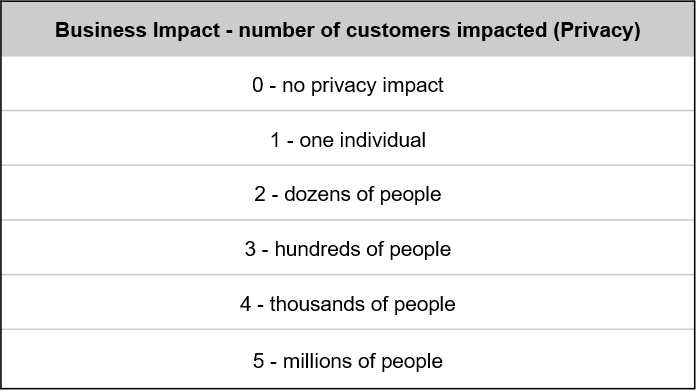 Business Impact - number of customers impacted (Privacy)
0 - no privacy impact
1 - one individual
2 - dozens of people
3 - hundreds of people
4 - thousands of people
5 - millions of people